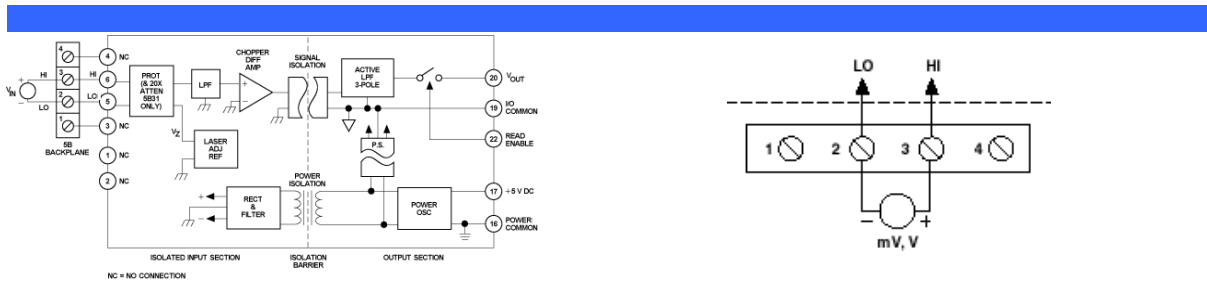 4
3
2
1
5B
BACKPLANE
+
VIN
−
HI
LO
4
NC
6
HI
5
LO
3
NC
1
NC
2
NC
PROT
(& 20X
ATTEN
5B31
ONLY)
LPF
VZ
LASER
ADJ
REF
CHOPPER
DIFF
AMP
+
−
SIGNAL
ISOLATION
ACTIVE
LPF
3-POLE
20
VOUT
19
I/O
COMMON
22
READ
ENABLE
P.S.
POWER
ISOLATION
+
−
RECT
&
FILTER
POWER
OSC
17
+5 V DC
16
POWER
COMMON
ISOLATED INPUT SECTION
ISOLATION
BARRIER
OUTPUT SECTION
NC = NO CONNECTION
LO HI
1 2 3 4
− +
mV, V